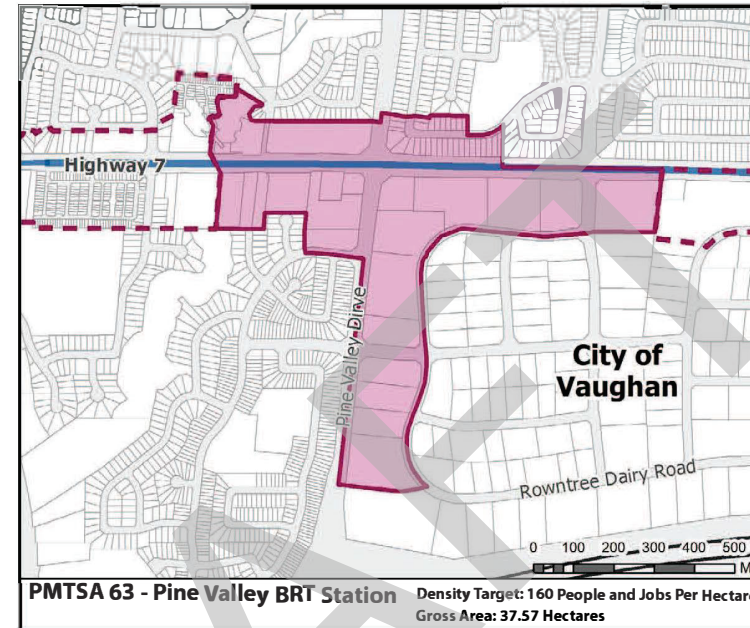 Highway 7
Pine Valley Dirve
City of
Vaughan
Rowntree Dairy Road
0 100 200 300 400 500
M
PMTSA 63 - Pine Valley BRT Station
Density Target: 160 People and Jobs Per Hectare
Gross Area: 37.57 Hectares